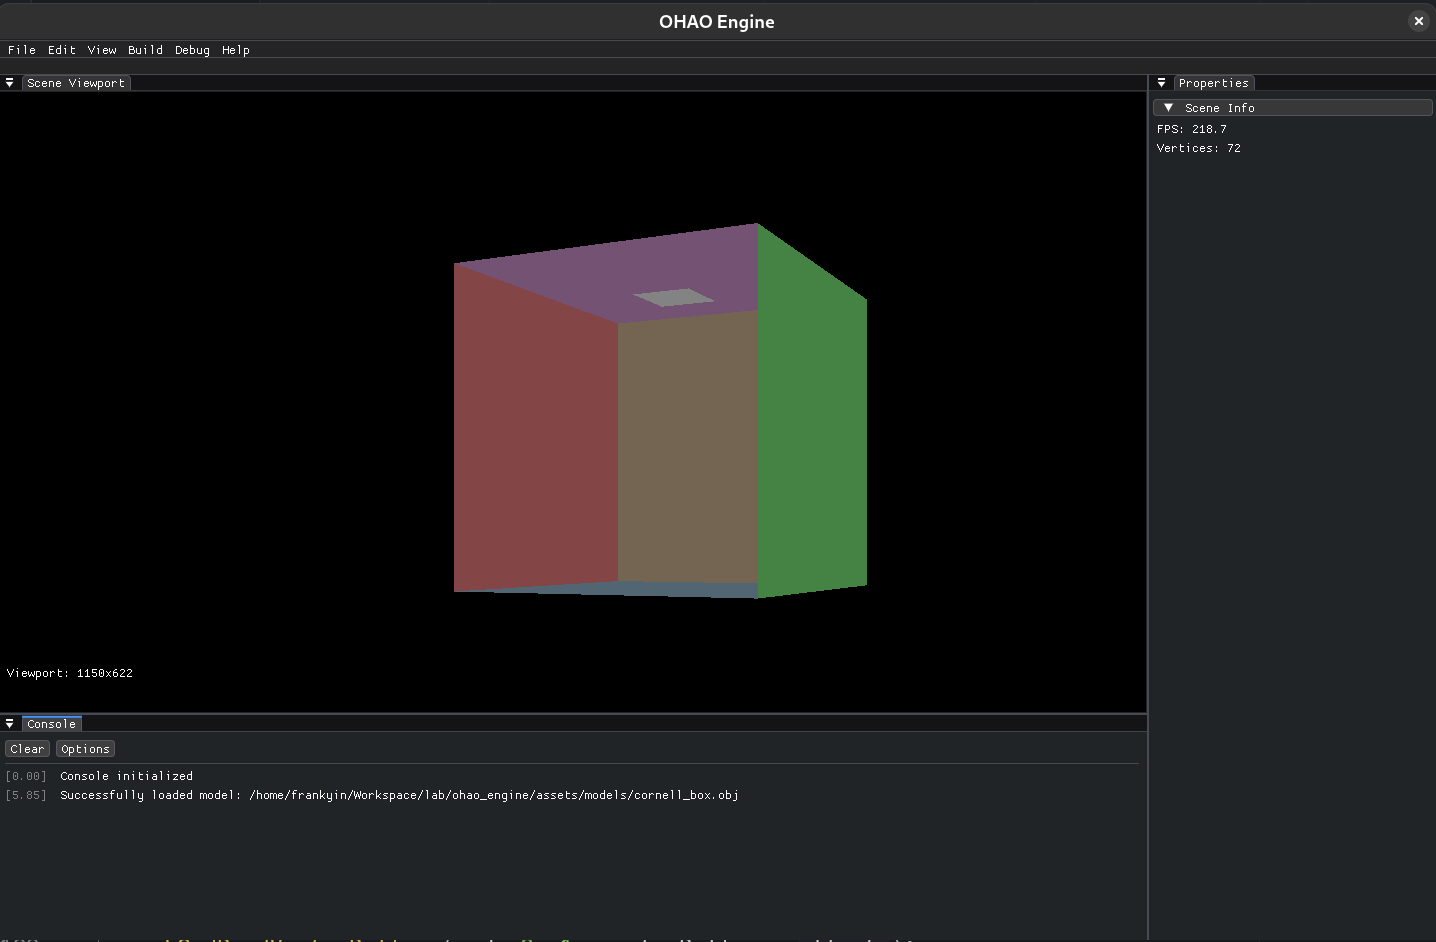 OHAO Engine
File Edit View Build Debug Help
Scene Viewport
Properties
Scene Info
FPS: 218.7
Vertices: 72
Viewport: 1150x622
Console
Clear Options
[0.00] Console initialized
[5.85] Successfully loaded model: /home/frankyin/Workspace/lab/ohao_engine/assets/models/cornell_box.obj